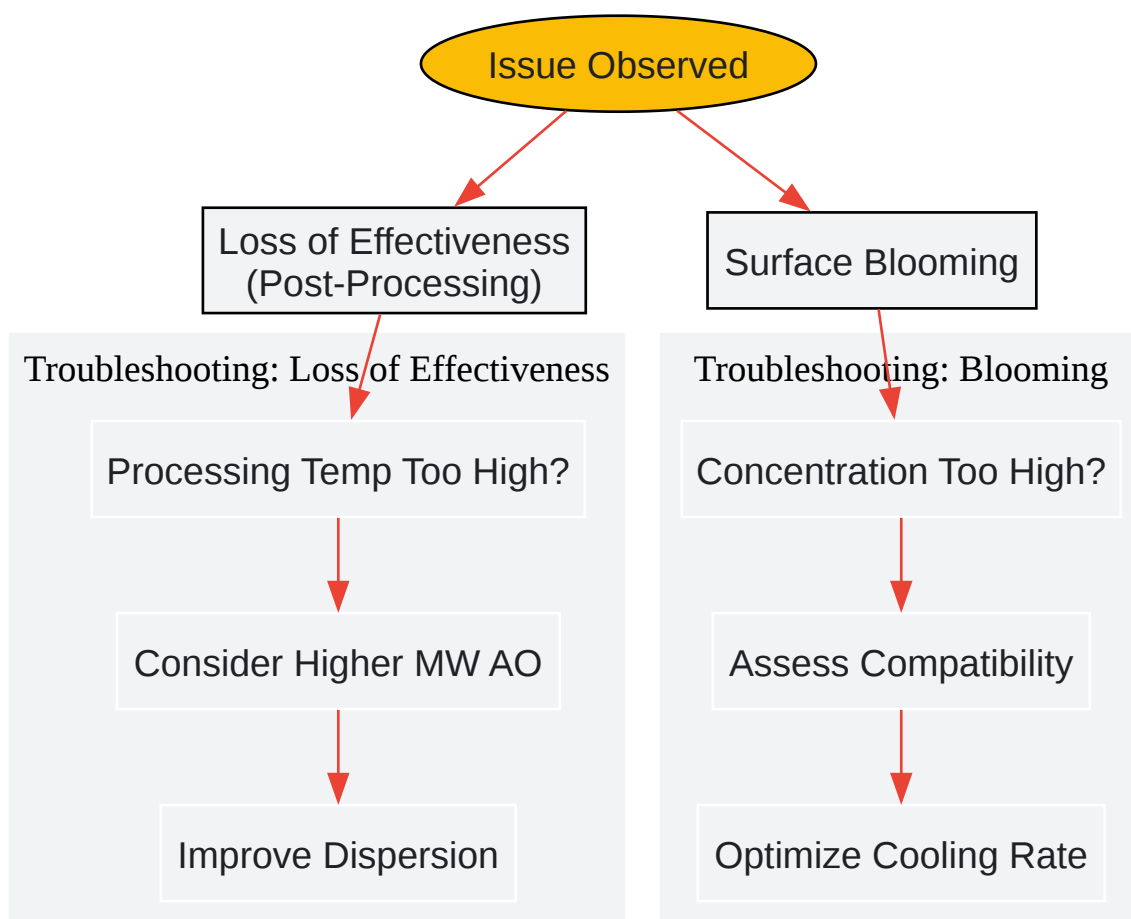 Issue Observed
Loss of Effectiveness
(Post-Processing)
Surface Blooming
Troubleshooting: Loss of Effectiveness
Processing Temp Too High?
Consider Higher MW AO
Improve Dispersion
Troubleshooting: Blooming
Concentration Too High?
Assess Compatibility
Optimize Cooling Rate